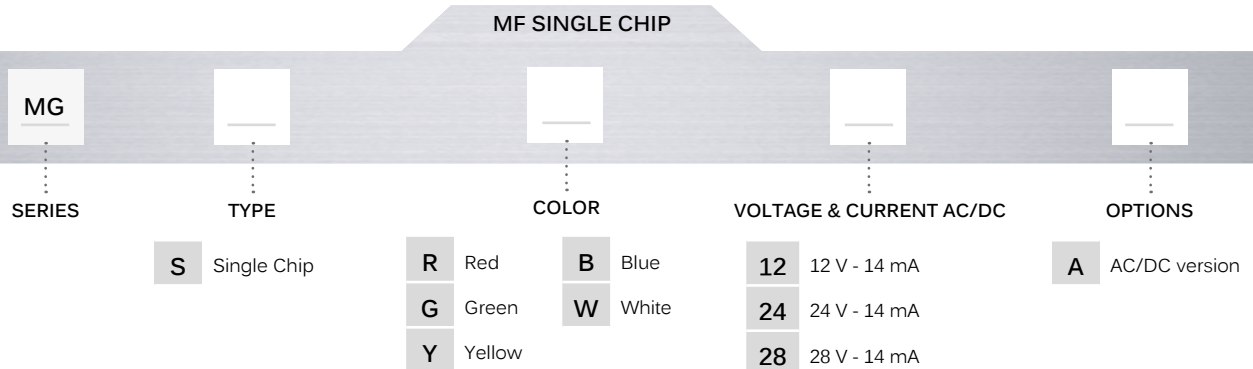 MF SINGLE CHIP
MG
SERIES
TYPE
COLOR
VOLTAGE & CURRENT AC/DC
OPTIONS
S Single Chip
R Red
B Blue
12 12 V - 14 mA
A AC/DC version
G Green
W White
24 24 V - 14 mA
Y Yellow
28 28 V - 14 mA